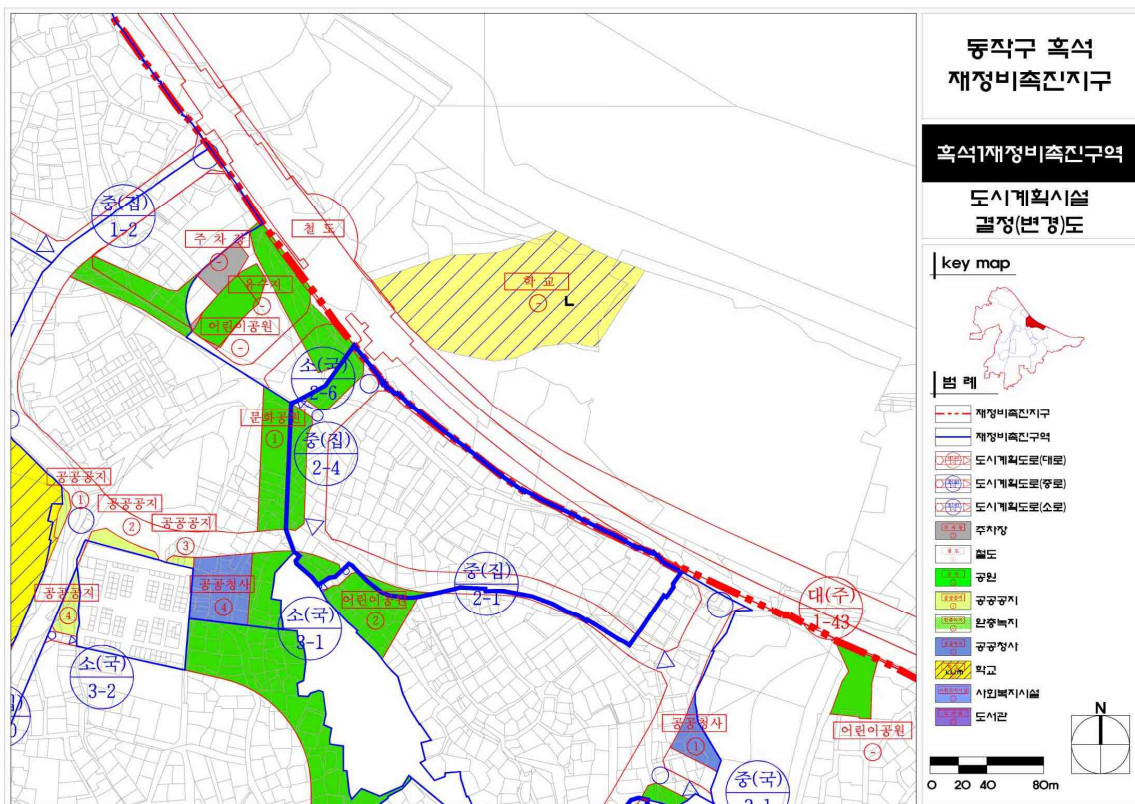 동작구 흑석
재정비촉진지구
흑석1재정비촉진구역
도시계획시설
결정(변경)도
key map
범 례
재정비촉진지구
재정비촉진구역
도시계획도로(대로)
도시계획도로(중로)
도시계획도로(소로)
주차장
철도
공원
공공공지
완충녹지
공공청사
학교
사회복지시설
도서관
N
0 20 40 80m
중(집)
1-2
주 차 장
-
철 도
유수지
-
어린이공원
-
학 교
-
ㄴ
소(국)
2-6
문화공원
1
중(집)
2-4
공공공지
1
공공공지
2
공공공지
3
공공공지
4
공공청사
4
소(국)
3-1
어린이공원
2
중(집)
2-1
대(주)
1-43
소(국)
3-2
공공청사
1
어린이공원
-
중(국)